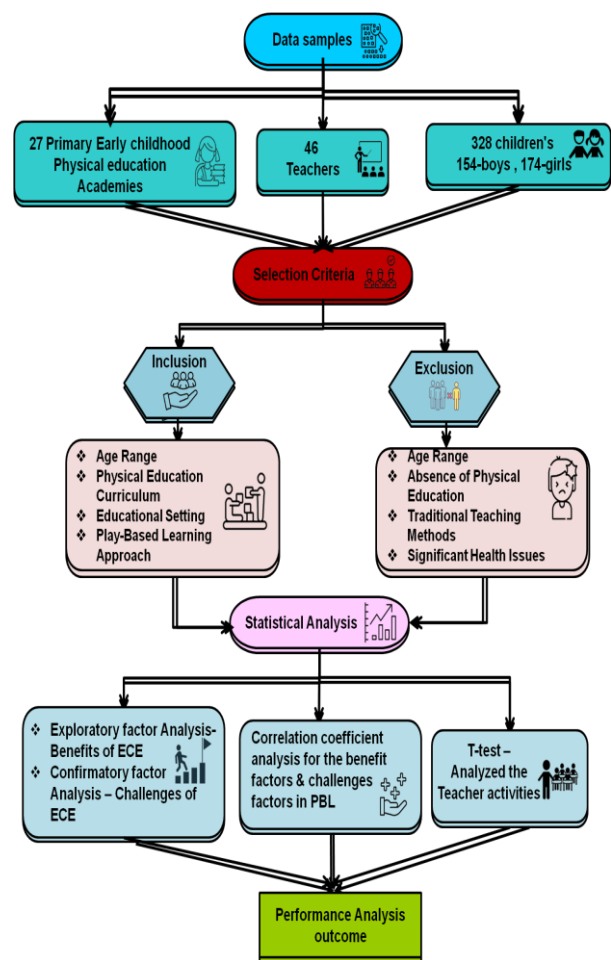 Data samples
27 Primary Early childhood
Physical education
Academies
46
Teachers
328 children's
154-boys , 174-girls
Selection Criteria
Inclusion
Exclusion
❖ Age Range
❖ Physical Education
Curriculum
❖ Educational Setting
❖ Play-Based Learning
Approach
❖ Age Range
❖ Absence of Physical
Education
❖ Traditional Teaching
Methods
❖ Significant Health Issues
Statistical Analysis
❖ Exploratory factor Analysis-
Benefits of ECE
❖ Confirmatory factor
Analysis – Challenges of
ECE
Correlation coefficient
analysis for the benefit
factors & challenges
factors in PBL
T-test –
Analyzed the
Teacher activities
Performance Analysis
outcome